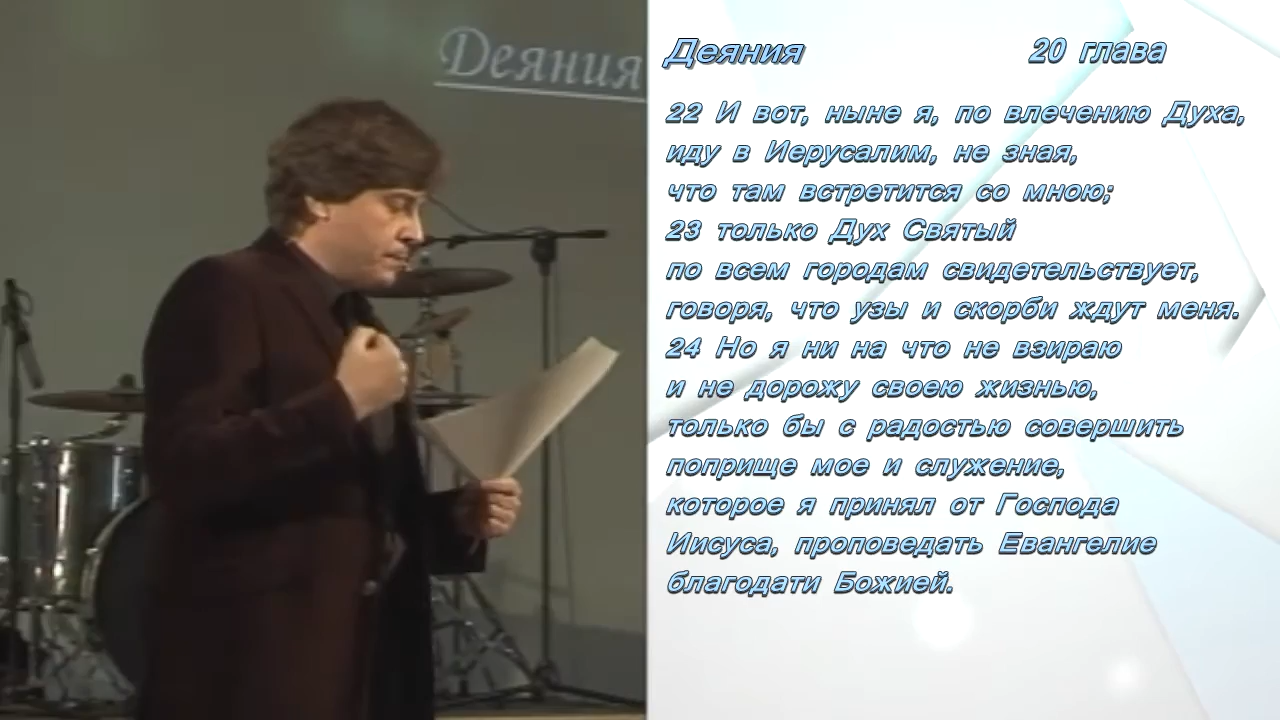 Деяния
Деяния 20 глава
22 И вот, ныне я, по влечению Духа,
иду в Иерусалим, не зная,
что там встретится со мною;
23 только Дух Святый
по всем городам свидетельствует,
говоря, что узы и скорби ждут меня.
24 Но я ни на что не взираю
и не дорожу своею жизнью,
только бы с радостью совершить
поприще мое и служение,
которое я принял от Господа
Иисуса, проповедать Евангелие
благодати Божией.